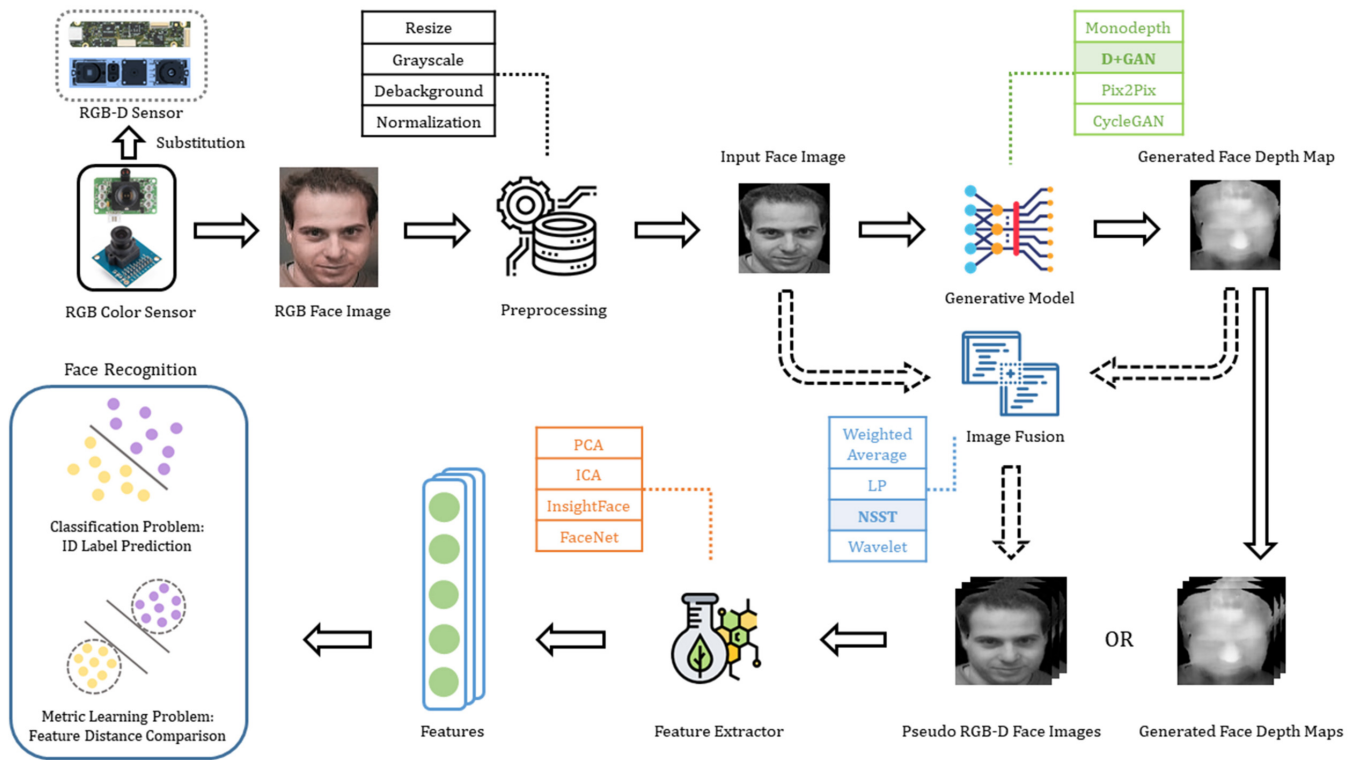 Resize
Grayscale
Debackground
Normalization
Monodepth
D+GAN
Pix2Pix
CycleGAN
RGB-D Sensor
Substitution
Input Face Image
Generated Face Depth Map
RGB Color Sensor
RGB Face Image
Preprocessing
Generative Model
Face Recognition
Classification Problem:
ID Label Prediction
Metric Learning Problem:
Feature Distance Comparison
PCA
ICA
InsightFace
FaceNet
Weighted
Average
LP
NSST
Wavelet
Image Fusion
OR
Features
Feature Extractor
Pseudo RGB-D Face Images
Generated Face Depth Maps